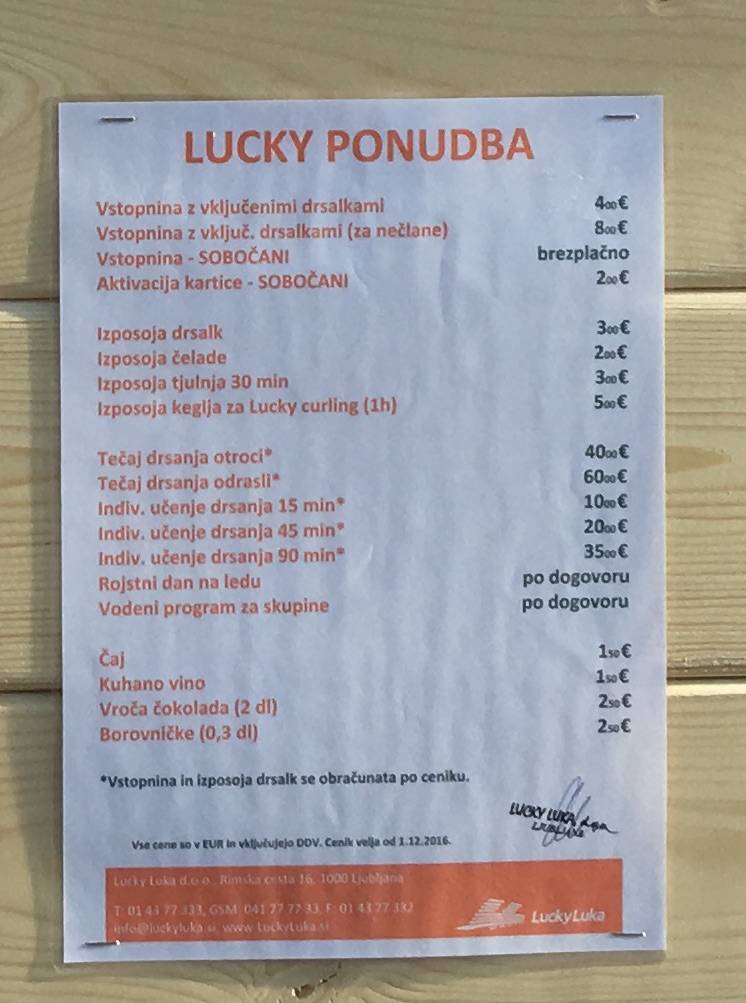 LUCKY PONUDBA
Vstopnina z vključenimi drsalkami 4,00€
Vstopnina z vključ. drsalkami (za nečlane) 8,00€
Vstopnina - SOBOČANI brezplačno
Aktivacija kartice - SOBOČANI 2,00€
Izposoja drsalk 3,00€
Izposoja čelade 2,00€
Izposoja tjulnja 30 min 3,00€
Izposoja keglja za Lucky curling (1h) 5,00€
Tečaj drsanja otroci* 40,00€
Tečaj drsanja odrasli* 60,00€
Indiv. učenje drsanja 15 min* 10,00€
Indiv. učenje drsanja 45 min* 20,00€
Indiv. učenje drsanja 90 min* 35,00€
Rojstni dan na ledu po dogovoru
Vodeni program za skupine po dogovoru
Čaj 1,50€
Kuhano vino 1,50€
Vroča čokolada (2 dl) 2,50€
Borovničke (0,3 dl) 2,50€
*Vstopnina in izposoja drsalk se obračunata po ceniku.
LUCKY LUKA, d.o.o.
LJUBLJANA
Vse cene so v EUR in vključujejo DDV. Cenik velja od 1.12.2016.
Lucky Luka d.o.o., Rimska cesta 16, 1000 Ljubljana
T: 01 43 77 333, GSM: 041 77 77 33, F: 01 43 77 332
info@luckyluka.si, www.LuckyLuka.si
LuckyLuka